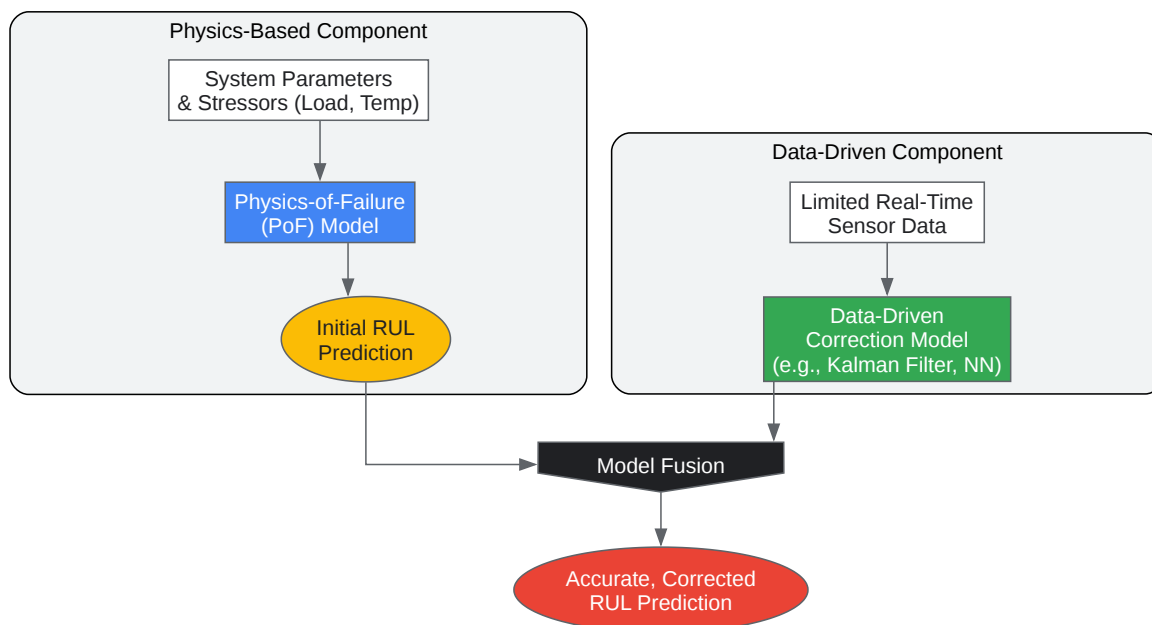 Physics-Based Component
System Parameters
& Stressors (Load, Temp)
Physics-of-Failure
(PoF) Model
Initial RUL
Prediction
Data-Driven Component
Limited Real-Time
Sensor Data
Data-Driven
Correction Model
(e.g., Kalman Filter, NN)
Model Fusion
Accurate, Corrected
RUL Prediction